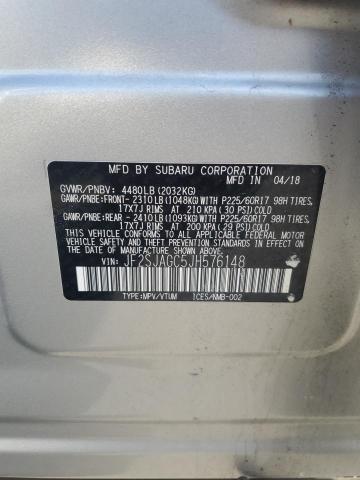 MFD BY SUBARU CORPORATION
GVWR/PNBV: 4480LB(2032KG) MFD IN 04/18
GAWR/PNBE:FRONT-2310LB(1048KG)WITH P225/60R17 98H TIRES,
17X7J RIMS AT 210 KPA(30 PSI)COLD
GAWR/PNBE:REAR -2410LB(1093KG)WITH P225/60R17 98H TIRES,
17X7J RIMS AT 200 KPA(29 PSI)COLD
THIS VEHICLE CONFORMS TO ALL APPLICABLE FEDERAL MOTOR
VEHICLE SAFETY, BUMPER, AND THEFT PREVENTION STANDARDS IN EFFECT
ON THE DATE OF MANUFACTURE SHOWN ABOVE.
VIN: JF2SJAGC5JH576148
TYPE:MPV/VTUM ICES/NMB-002